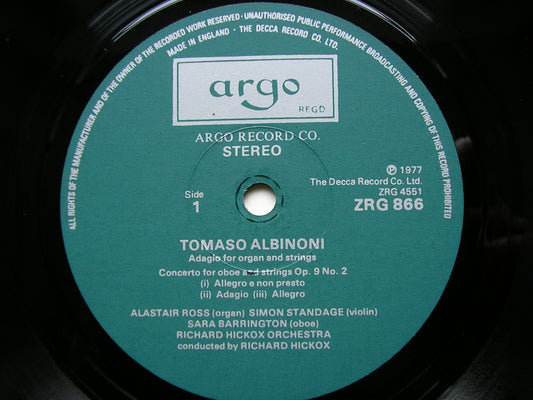 ALL RIGHTS OF THE MANUFACTURER AND OF THE OWNER OF THE RECORDED WORK RESERVED · UNAUTHORISED PUBLIC PERFORMANCE BROADCASTING AND COPYING OF THIS RECORD PROHIBITED
MADE IN ENGLAND · THE DECCA RECORD CO. LTD.
argo
REGD
ARGO RECORD CO.
STEREO
Side
1
℗ 1977
The Decca Record Co. Ltd.
ZRG 4551
ZRG 866
TOMASO ALBINONI
Adagio for organ and strings
Concerto for oboe and strings Op. 9 No. 2
(i) Allegro e non presto
(ii) Adagio (iii) Allegro
ALASTAIR ROSS (organ) SIMON STANDAGE (violin)
SARA BARRINGTON (oboe)
RICHARD HICKOX ORCHESTRA
conducted by RICHARD HICKOX